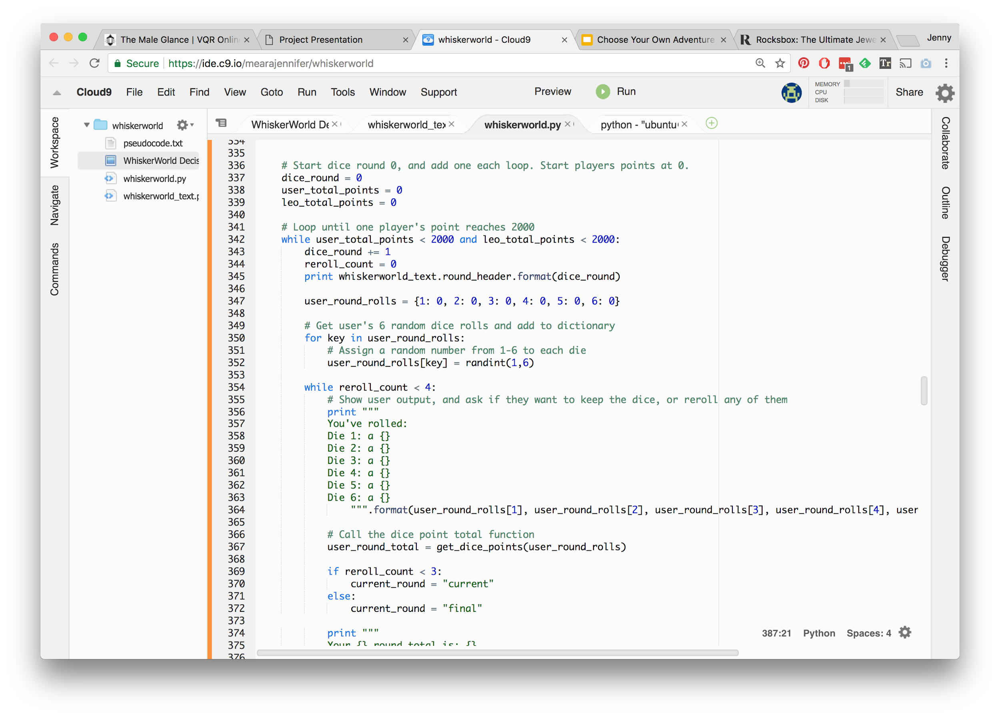 The Male Glance | VQR Onlin
Project Presentation
whiskerworld - Cloud9
Choose Your Own Adventure
Rocksbox: The Ultimate Jewe
Jenny
Secure
https://ide.c9.io/mearajennifer/whiskerworld
1
Tr
Cloud9 File Edit Find View Goto Run Tools Window Support
Preview
Run
MEMORY
CPU
DISK
Share
Workspace
Navigate
Commands
whiskerworld
pseudocode.txt
WhiskerWorld Decis
whiskerworld.py
whiskerworld_text.p
WhiskerWorld De
whiskerworld_tex
whiskerworld.py
python - "ubuntu
Collaborate
Outline
Debugger
334
335
336 # Start dice round 0, and add one each loop. Start players points at 0.
337 dice_round = 0
338 user_total_points = 0
339 leo_total_points = 0
340
341 # Loop until one player's point reaches 2000
342 while user_total_points < 2000 and leo_total_points < 2000:
343 dice_round += 1
344 reroll_count = 0
345 print whiskerworld_text.round_header.format(dice_round)
346
347 user_round_rolls = {1: 0, 2: 0, 3: 0, 4: 0, 5: 0, 6: 0}
348
349 # Get user's 6 random dice rolls and add to dictionary
350 for key in user_round_rolls:
351 # Assign a random number from 1-6 to each die
352 user_round_rolls[key] = randint(1,6)
353
354 while reroll_count < 4:
355 # Show user output, and ask if they want to keep the dice, or reroll any of them
356 print """
357 You've rolled:
358 Die 1: a {}
359 Die 2: a {}
360 Die 3: a {}
361 Die 4: a {}
362 Die 5: a {}
363 Die 6: a {}
364 """.format(user_round_rolls[1], user_round_rolls[2], user_round_rolls[3], user_round_rolls[4], user
365
366 # Call the dice point total function
367 user_round_total = get_dice_points(user_round_rolls)
368
369 if reroll_count < 3:
370 current_round = "current"
371 else:
372 current_round = "final"
373
374 print """
375 Your {} round total is: {}
376
387:21 Python Spaces: 4